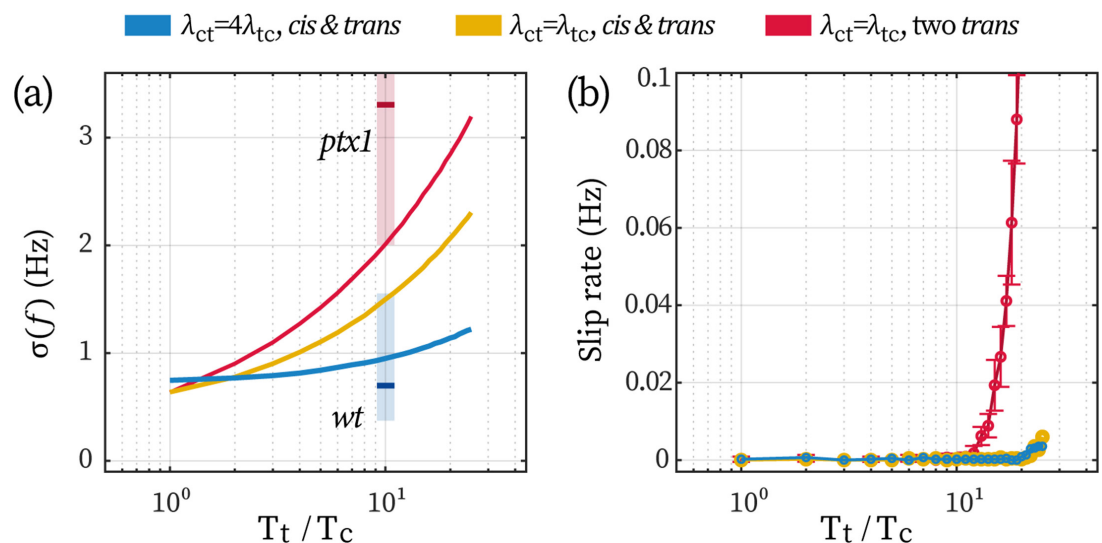 λct=4λtc, cis & trans
λct=λtc, cis & trans
λct=λtc, two trans
(a)
3
2
1
0
σ(f) (Hz)
ptx1
wt
10⁰
10¹
Tt / Tc
(b)
0.1
0.08
0.06
0.04
0.02
0
Slip rate (Hz)
10⁰
10¹
Tt / Tc